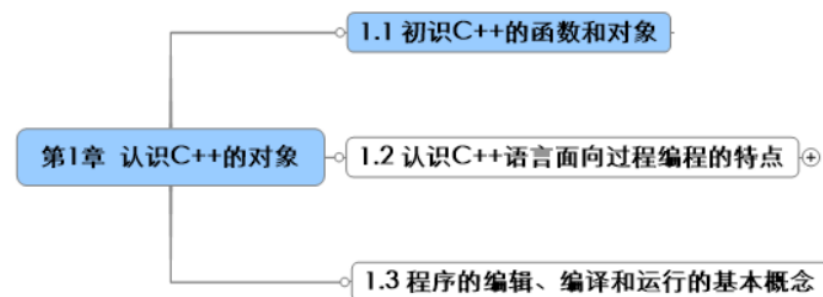 1.1 初识C++的函数和对象
第1章 认识C++的对象
1.2 认识C++语言面向过程编程的特点
1.3 程序的编辑、编译和运行的基本概念